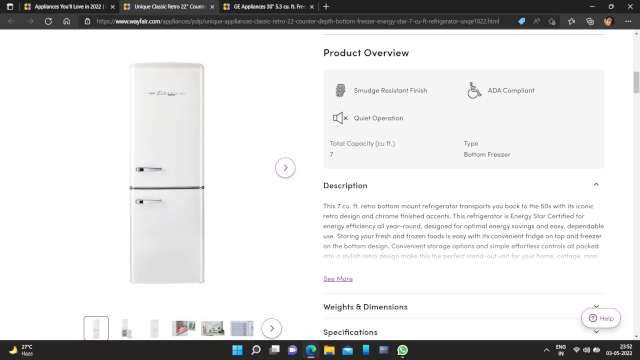 Appliances You'll Love in 2022 |
Unique Classic Retro 22" Counte
GE Appliances 30" 5.3 cu. ft. Free
https://www.wayfair.com/appliances/pdp/unique-appliances-classic-retro-22-counter-depth-bottom-freezer-energy-star-7-cu-ft-refrigerator-unqe1022.html
Product Overview
Smudge Resistant Finish
ADA Compliant
Quiet Operation
Total Capacity (cu ft.)
Type
7
Bottom Freezer
Description
This 7 cu. ft. retro bottom mount refrigerator transports you back to the 50s with its iconic
retro design and chrome finished accents. This refrigerator is Energy Star Certified for
energy efficiency all year-round, designed for optimal energy savings and easy, dependable
use. Storing your fresh and frozen foods is easy with its convenient fridge on top and freezer
on the bottom design. Convenient storage options and simple effortless controls all packed
into a stylish retro design make this the perfect stand-out unit for your home, cottage, man
See More
Weights & Dimensions
Help
Specifications
27°C
Haze
ENG
IN
23:52
03-05-2022